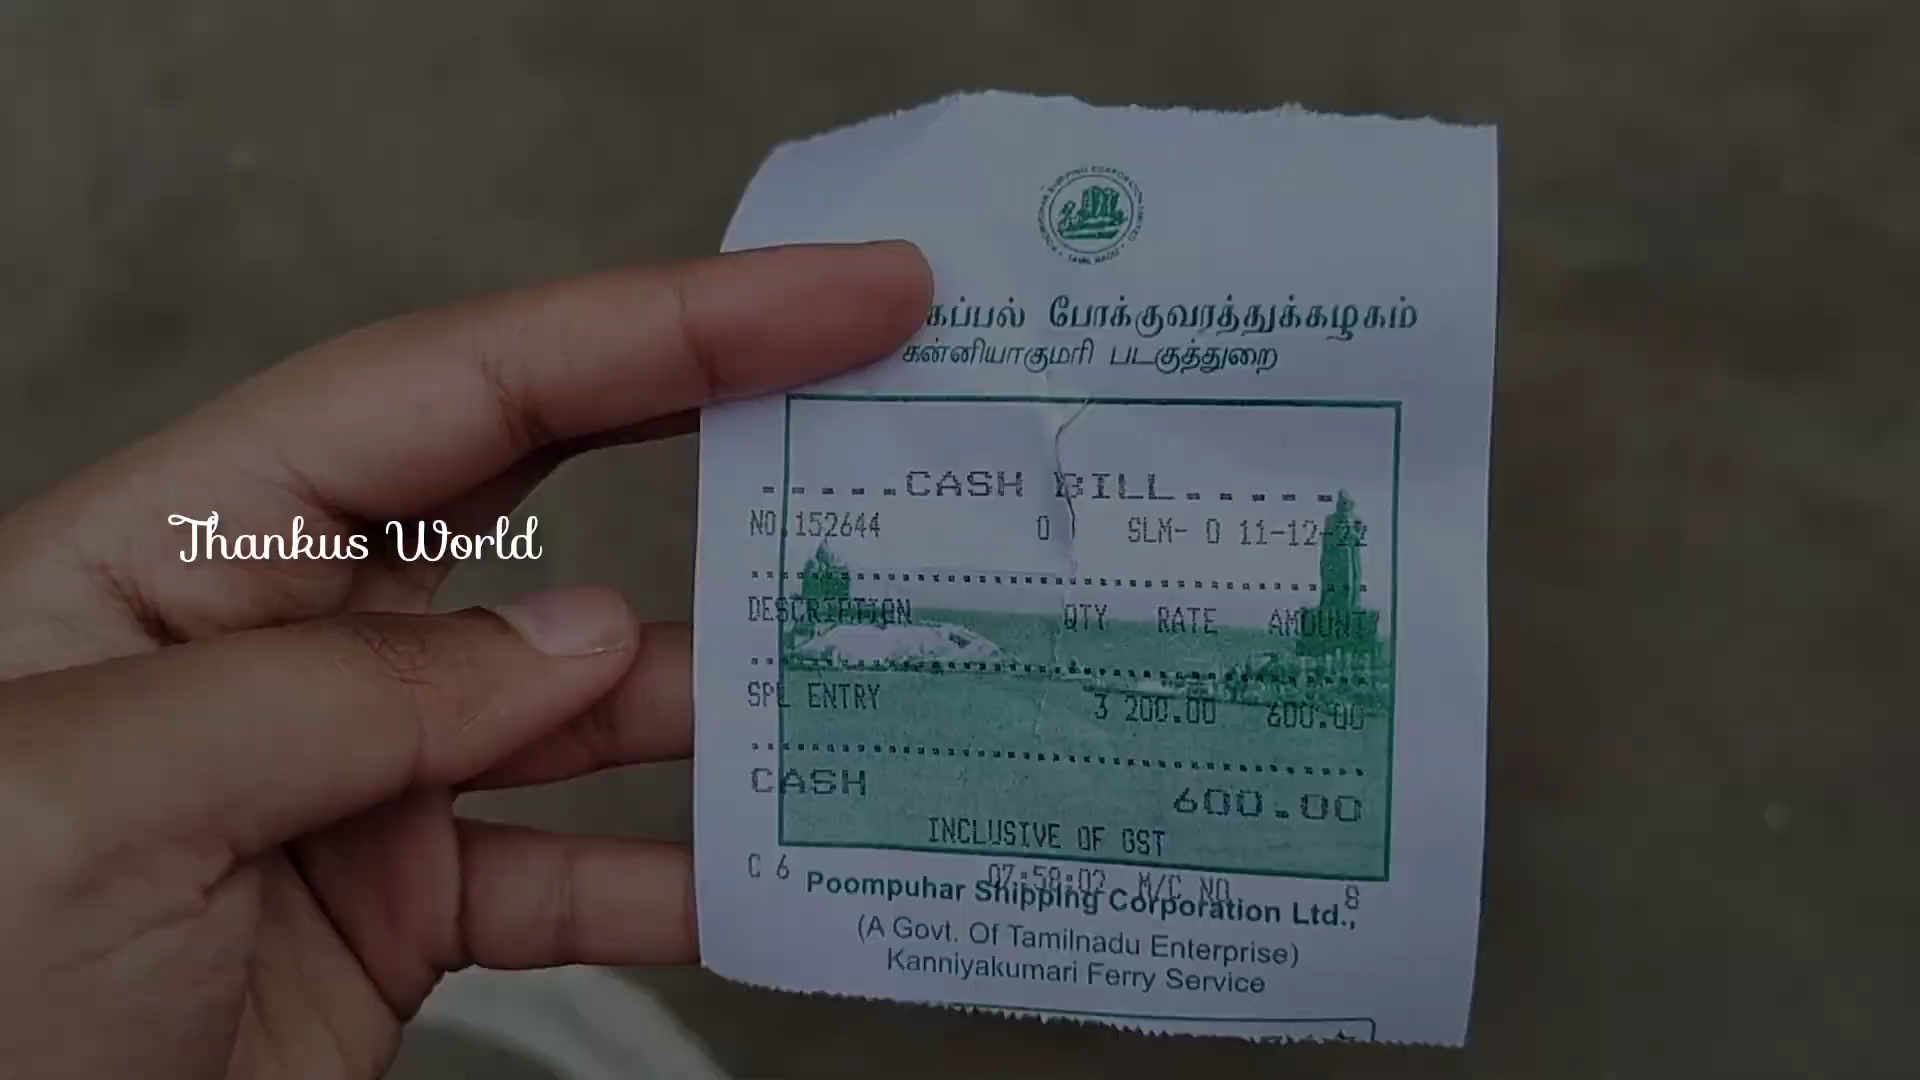 கப்பல் போக்குவரத்துக்கழகம்
கன்னியாகுமரி படகுத்துறை
.....CASH BILL.....
NO.152644 0 SLM- 0 11-12-22
DESCRIPTION QTY RATE AMOUNT
SPL ENTRY 3 200.00 600.00
CASH 600.00
INCLUSIVE OF GST
C 6 07:58:02 M/C NO 8
Poompuhar Shipping Corporation Ltd.,
(A Govt. Of Tamilnadu Enterprise)
Kanniyakumari Ferry Service
Thankus World